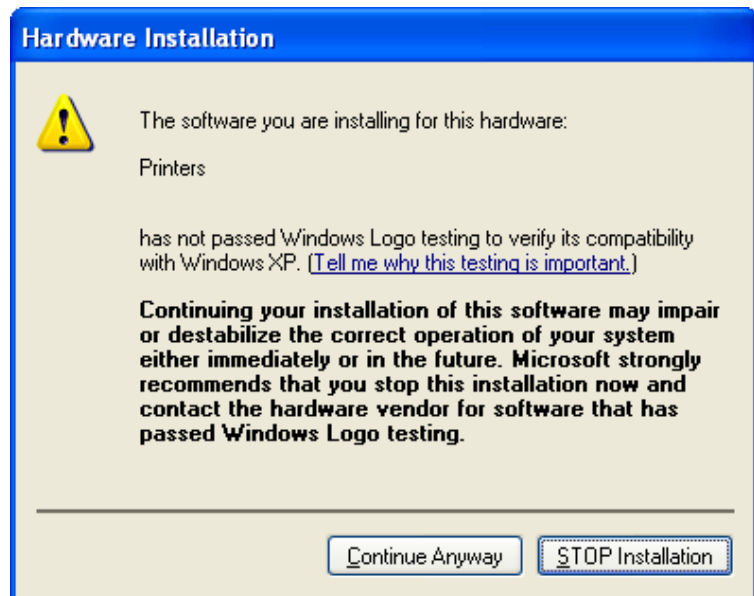 Hardware Installation
The software you are installing for this hardware:
Printers
has not passed Windows Logo testing to verify its compatibility
with Windows XP. (Tell me why this testing is important.)
Continuing your installation of this software may impair
or destabilize the correct operation of your system
either immediately or in the future. Microsoft strongly
recommends that you stop this installation now and
contact the hardware vendor for software that has
passed Windows Logo testing.
Continue Anyway STOP Installation